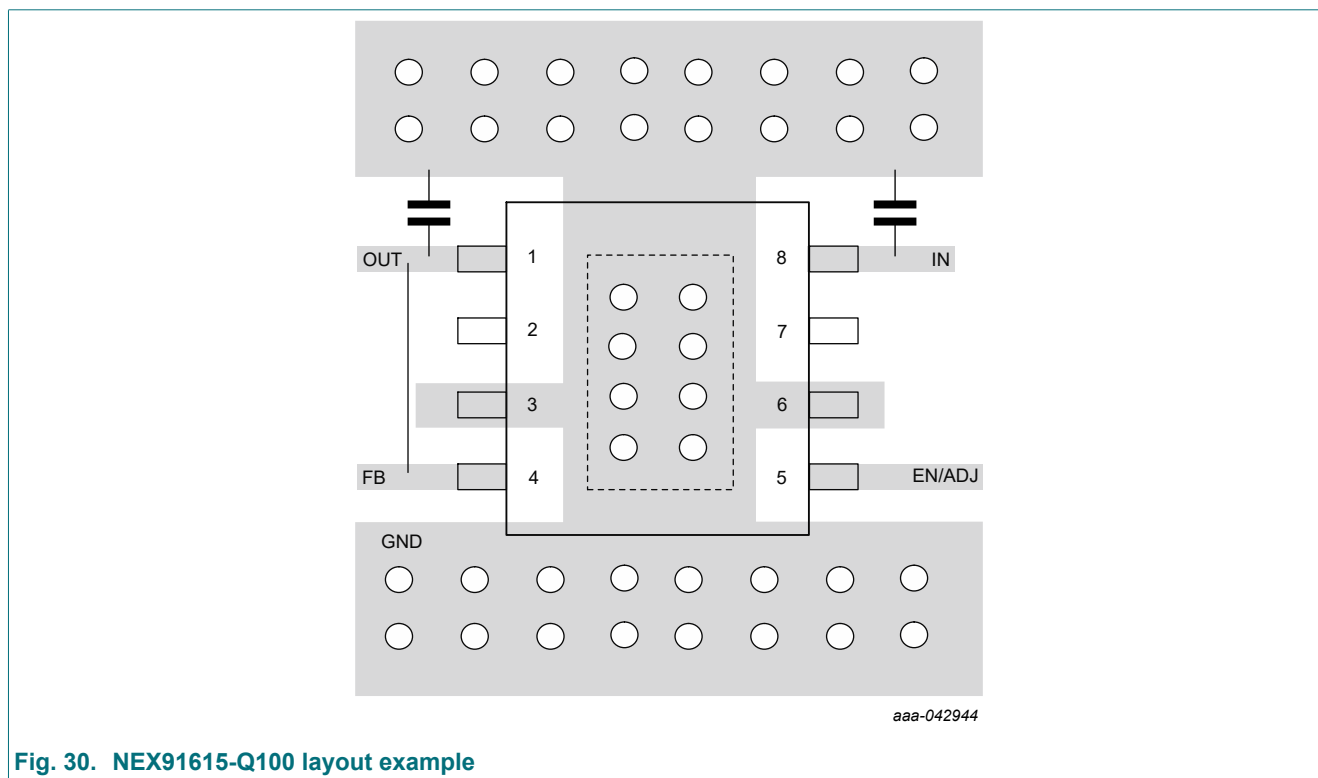 OUT 1 8 IN
2 7
3 6
FB 4 5 EN/ADJ
GND
aaa-042944
Fig. 30. NEX91615-Q100 layout example